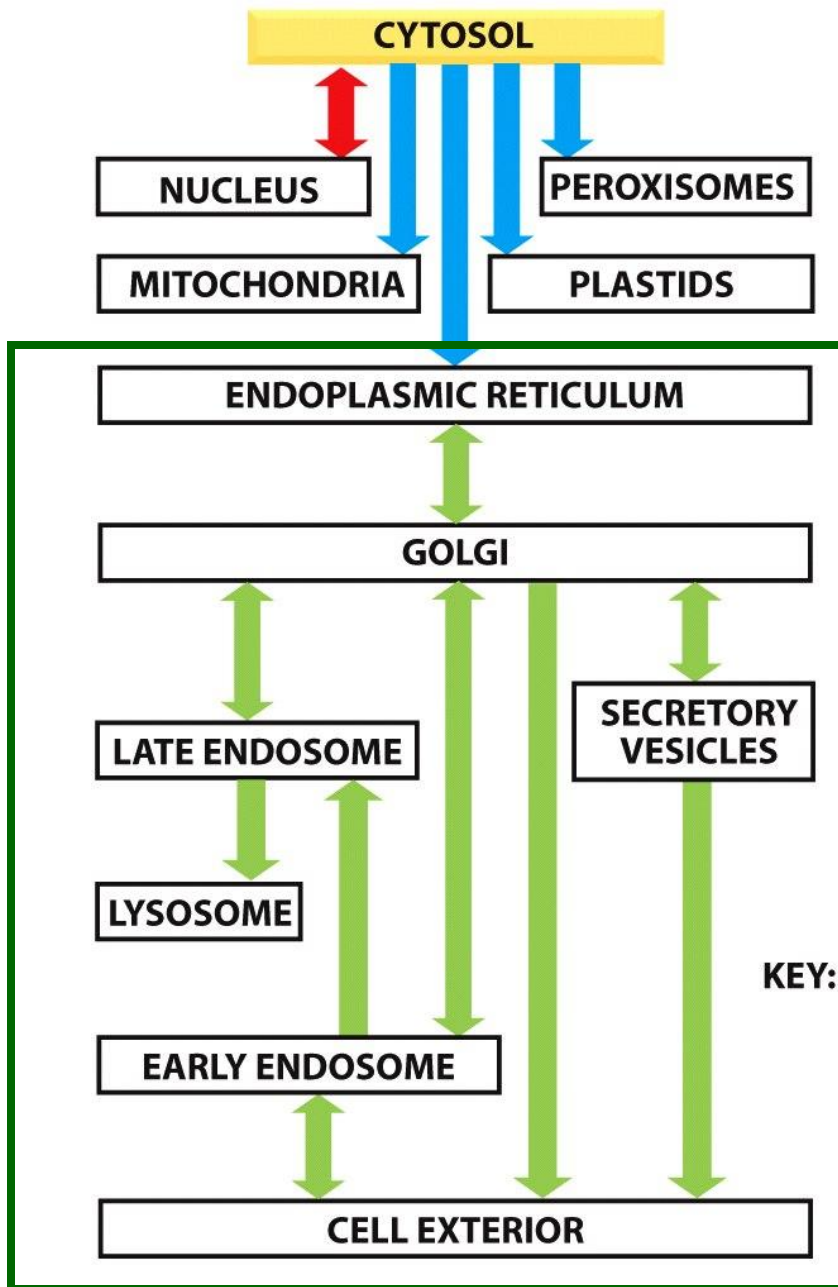 CYTOSOL
NUCLEUS
PEROXISOMES
MITOCHONDRIA
PLASTIDS
ENDOPLASMIC RETICULUM
GOLGI
SECRETORY
VESICLES
LATE ENDOSOME
LYSOSOME
KEY:
EARLY ENDOSOME
CELL EXTERIOR